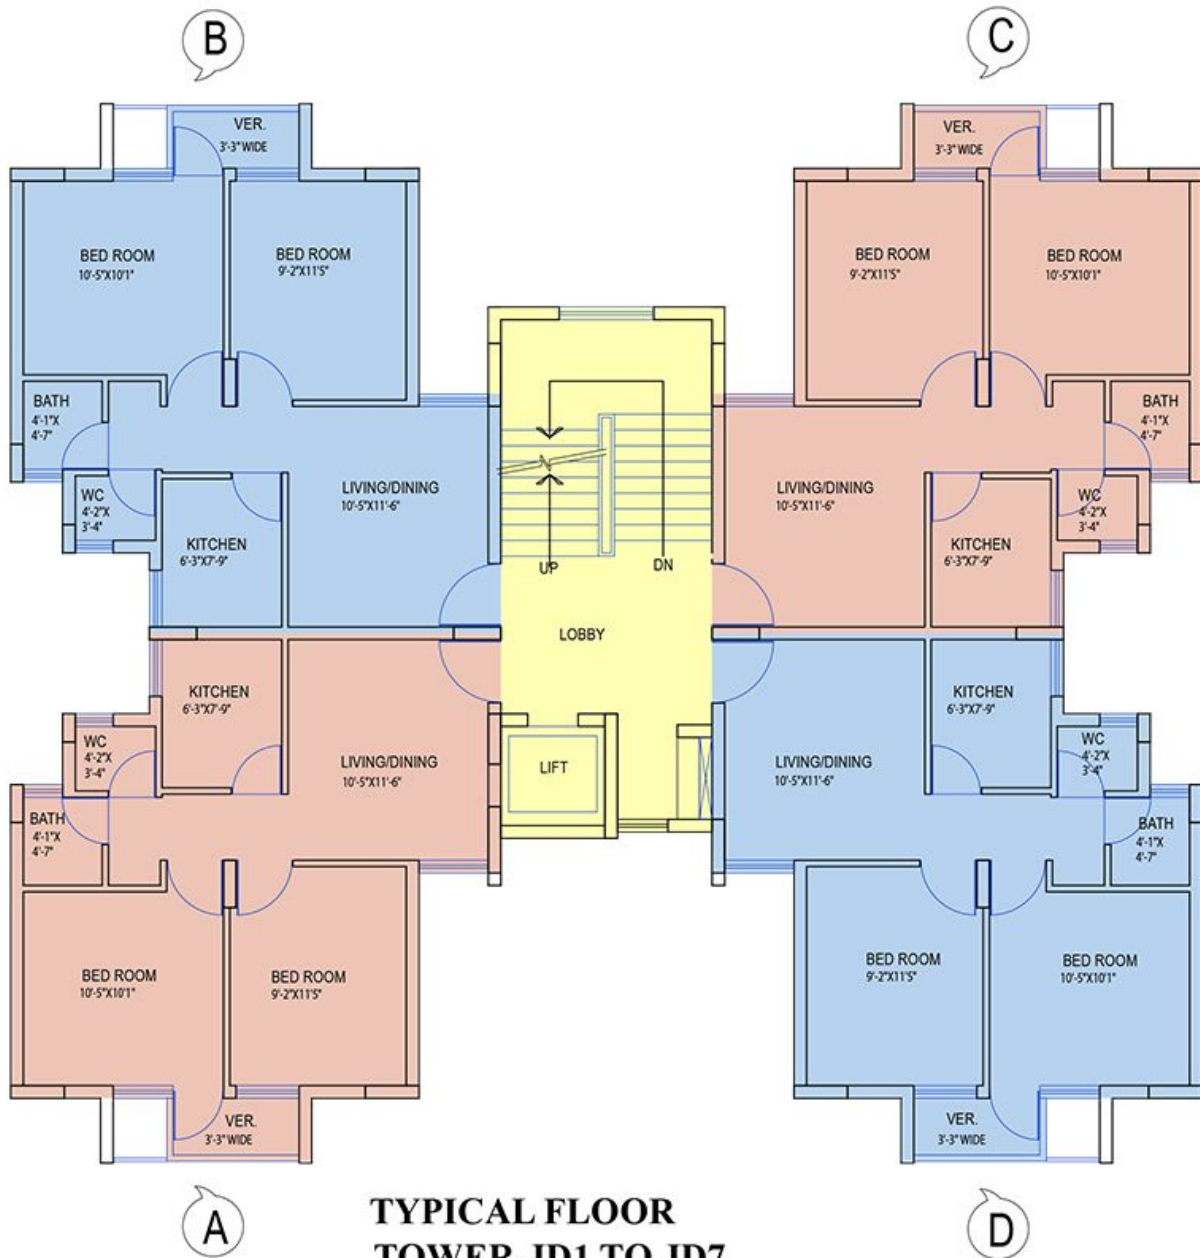 B
C
VER.
3'-3" WIDE
VER.
3'-3" WIDE
BED ROOM
10'-5"X10'1"
BED ROOM
9'-2"X11'5"
BED ROOM
9'-2"X11'5"
BED ROOM
10'-5"X10'1"
BATH
4'-1"X
4'-7"
BATH
4'-1"X
4'-7"
WC
4'-2"X
3'-4"
LIVING/DINING
10'-5"X11'-6"
LIVING/DINING
10'-5"X11'-6"
WC
4'-2"X
3'-4"
KITCHEN
6'-3"X7'-9"
KITCHEN
6'-3"X7'-9"
UP
DN
LOBBY
KITCHEN
6'-3"X7'-9"
KITCHEN
6'-3"X7'-9"
WC
4'-2"X
3'-4"
LIVING/DINING
10'-5"X11'-6"
LIFT
LIVING/DINING
10'-5"X11'-6"
WC
4'-2"X
3'-4"
BATH
4'-1"X
4'-7"
BATH
4'-1"X
4'-7"
BED ROOM
10'-5"X10'1"
BED ROOM
9'-2"X11'5"
BED ROOM
9'-2"X11'5"
BED ROOM
10'-5"X10'1"
VER.
3'-3" WIDE
VER.
3'-3" WIDE
A
D
TYPICAL FLOOR
TOWER-JD1 TO JD7